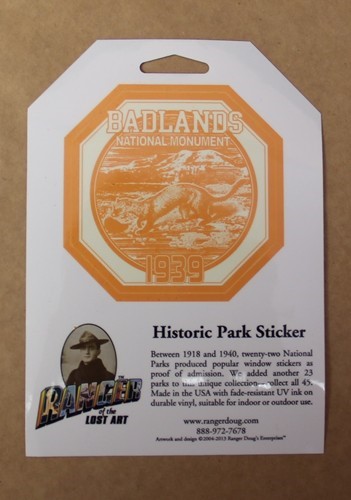 BADLANDS
NATIONAL MONUMENT
1939
Historic Park Sticker
Between 1918 and 1940, twenty-two National
Parks produced popular window stickers as
proof of admission. We added another 23
parks to this unique collection--collect all 45.
Made in the USA with fade-resistant UV ink on
durable vinyl, suitable for indoor or outdoor use.
RANGER
of the
LOST ART
www.rangerdoug.com
888-972-7678
Artwork and design ©2004-2015 Ranger Doug's Enterprises™